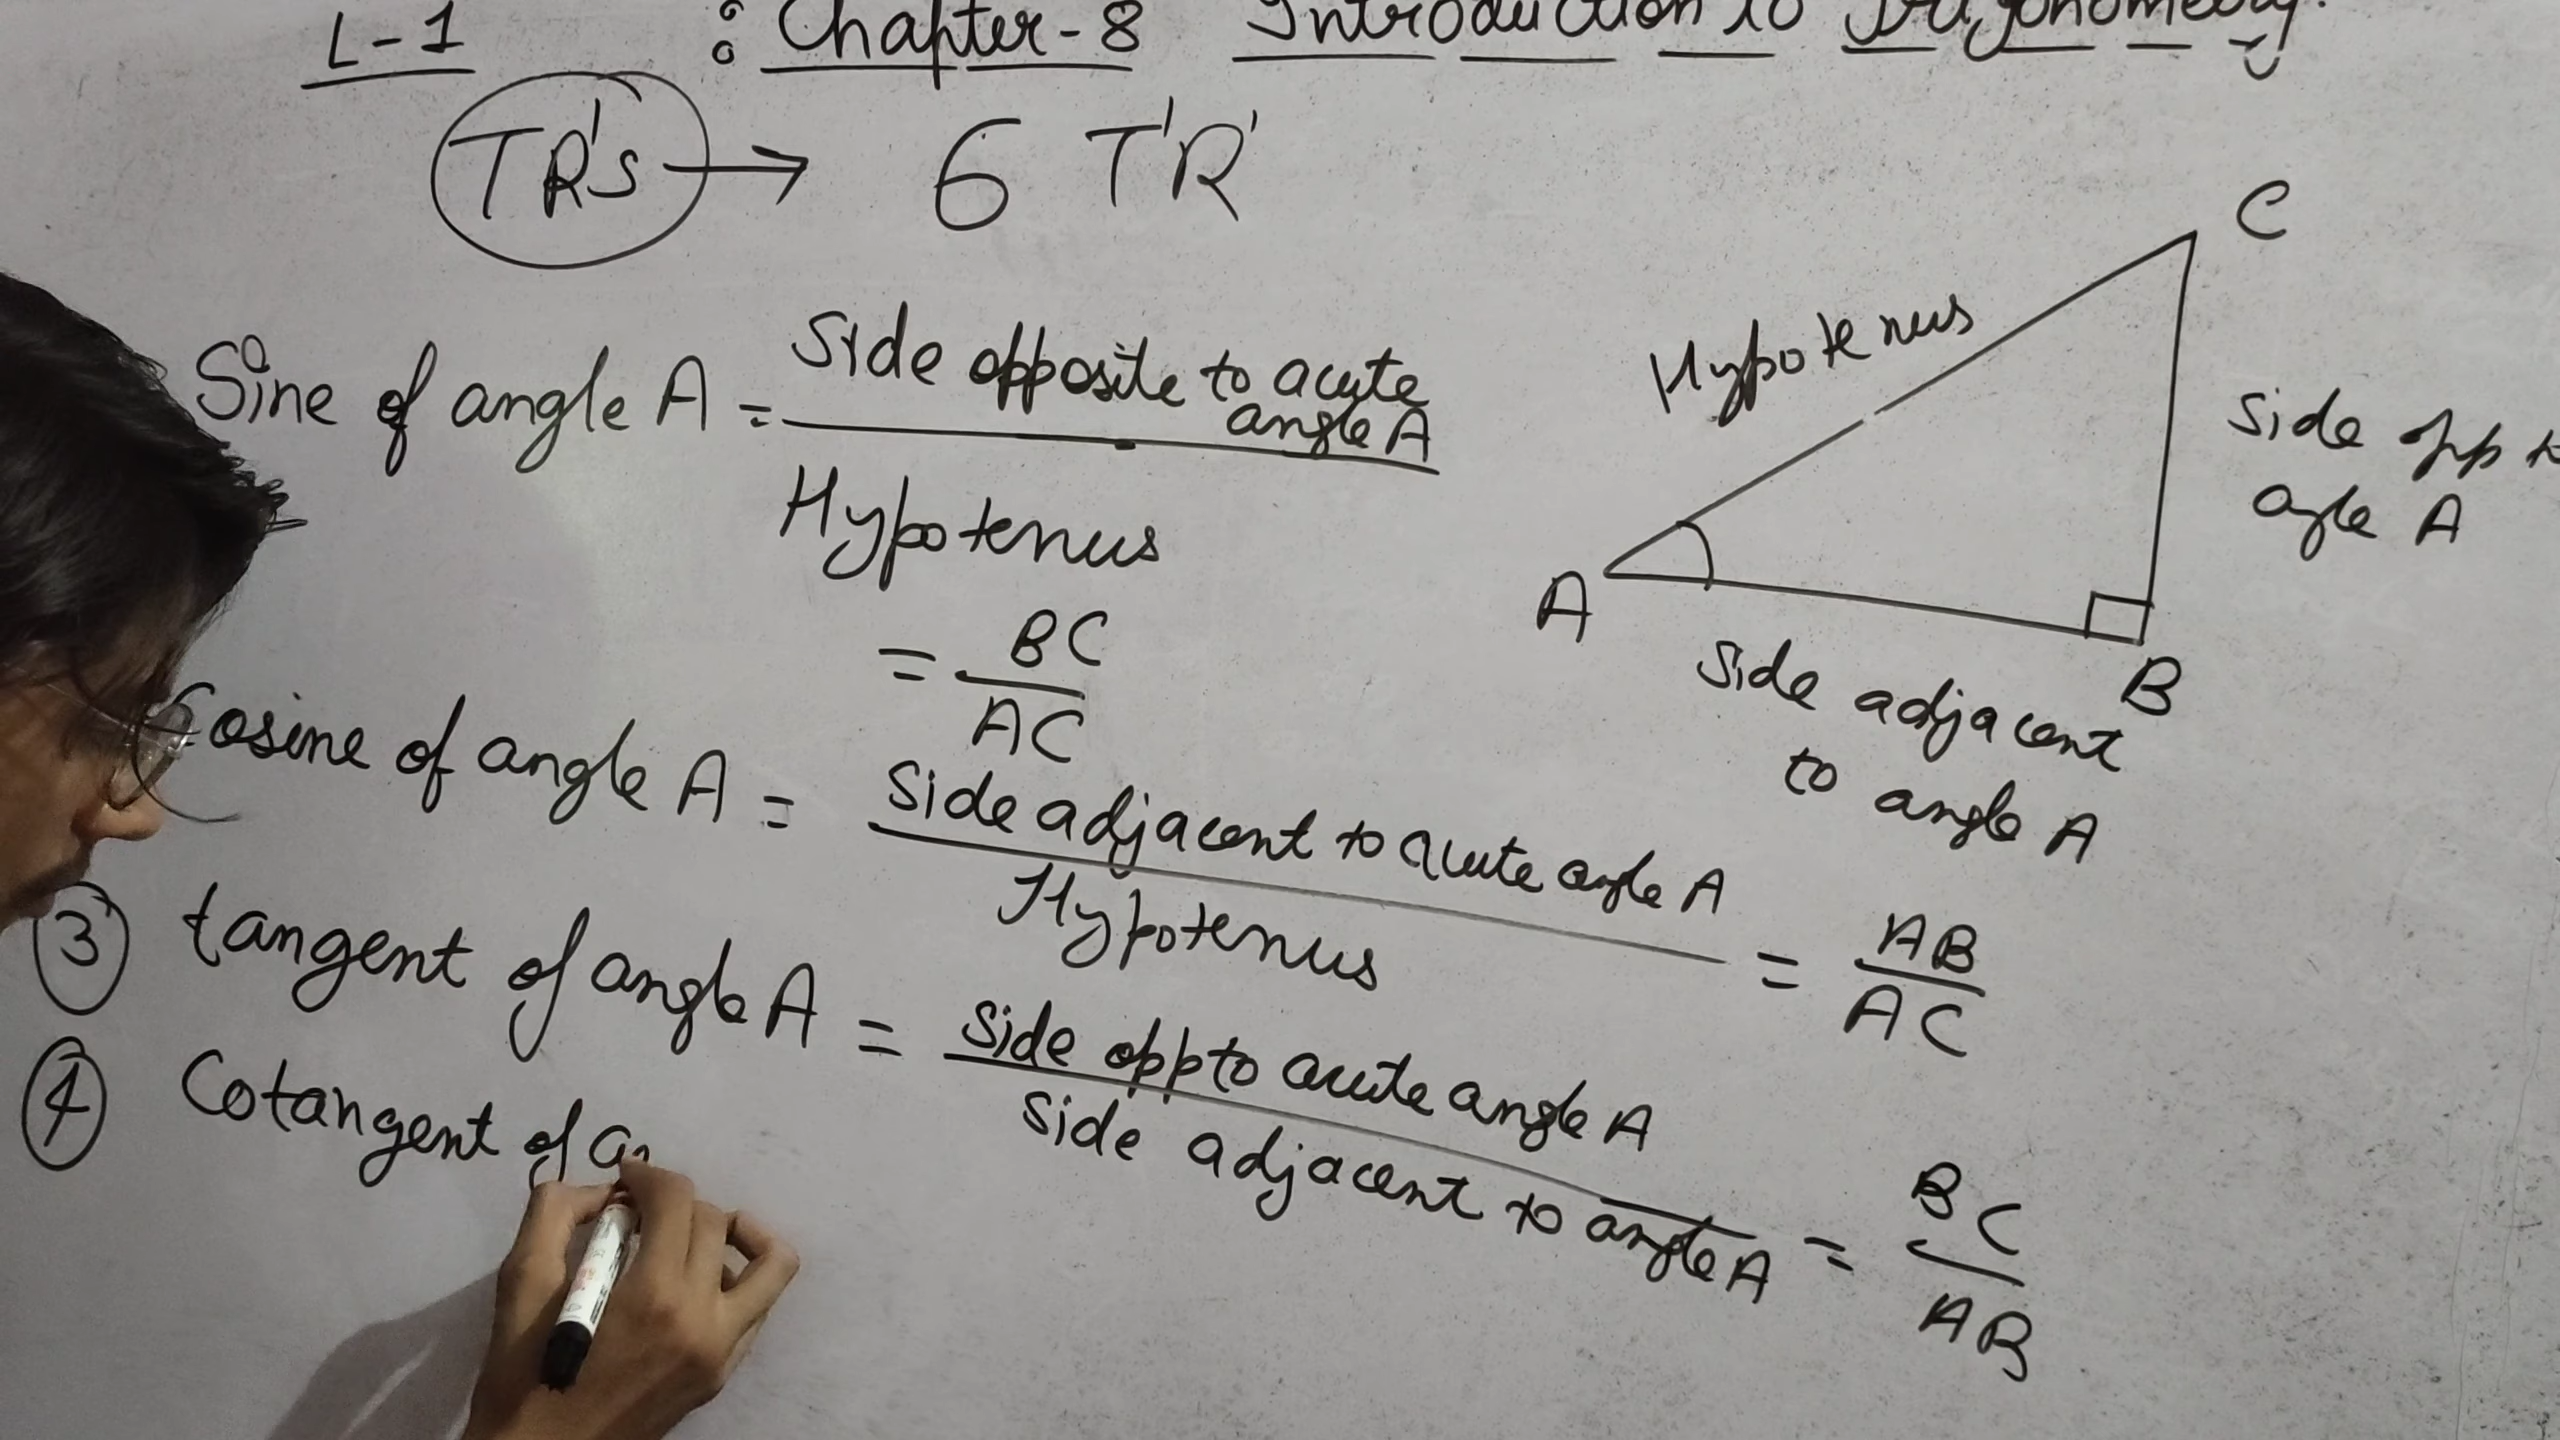 L-1 : Chapter-8 Introduction to Trigonometry.
TR's → 6 T'R'
C
Hypotenus
Side opp to
agle A
A
B
Side adjacent
to angle A
Sine of angle A = Side opposite to acute
angle A
Hypotenus
= BC
AC
Cosine of angle A = Side adjacent to acute angle A
Hypotenus
= AB
AC
3 tangent of angle A = Side opp to acute angle A
Side adjacent to angle A
= BC
AB
4 Cotangent of an